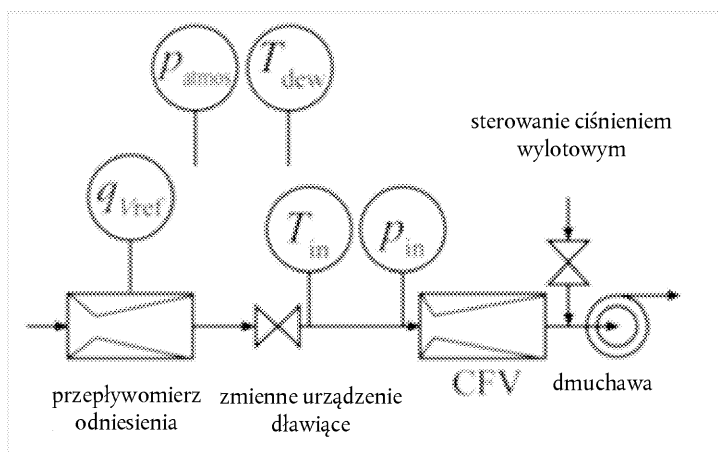 p atmos
T dew
sterowanie ciśnieniem
wylotowym
q Vref
T in
p in
CFV
dmuchawa
przepływomierz
odniesienia
zmienne urządzenie
dławiące